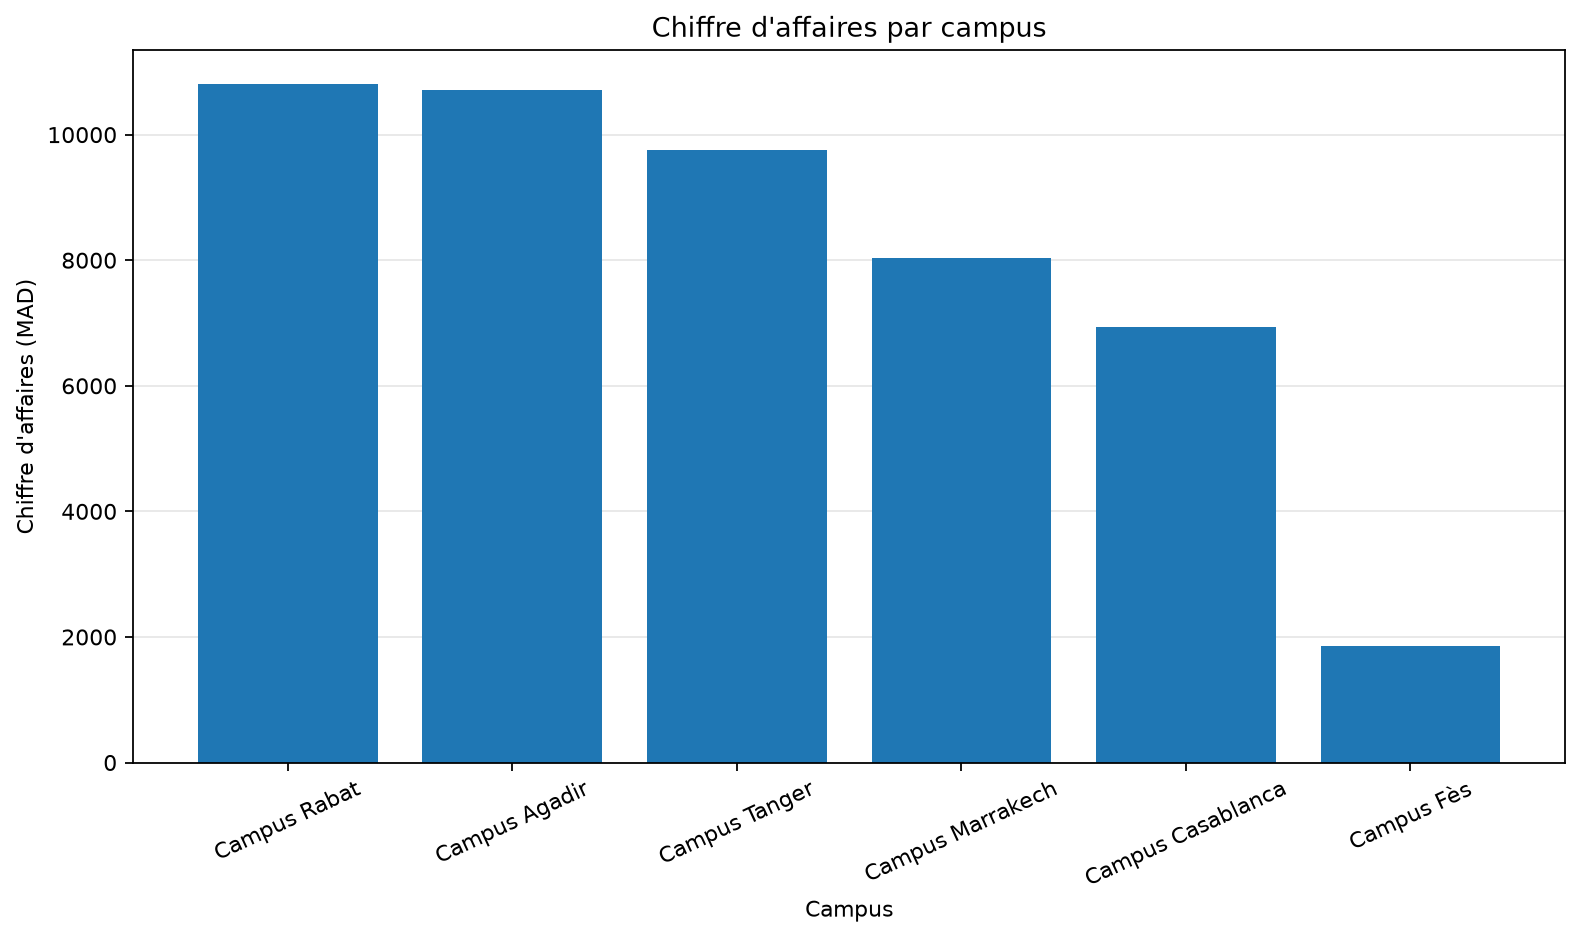 Chiffre d'affaires par campus
Chiffre d'affaires (MAD)
10000
8000
6000
4000
2000
0
Campus Rabat
Campus Agadir
Campus Tanger
Campus Marrakech
Campus Casablanca
Campus Fès
Campus